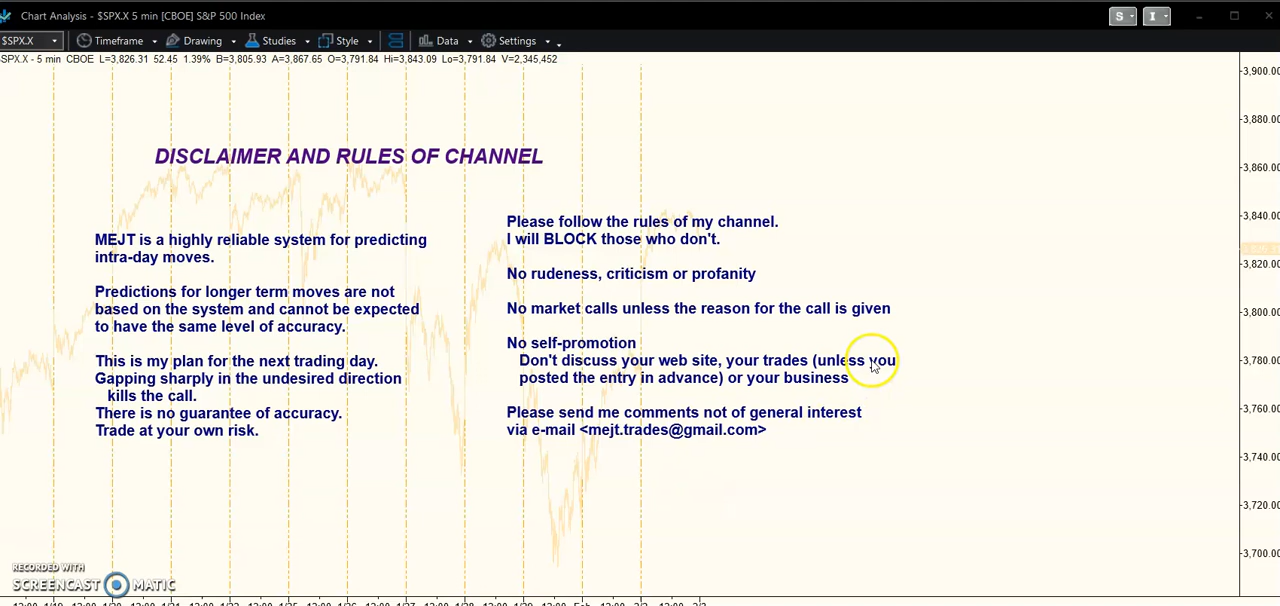 Chart Analysis - $SPX.X 5 min [CBOE] S&P 500 Index
S
I
$SPX.X
Timeframe
Drawing
Studies
Style
Data
Settings
SPX.X - 5 min CBOE L=3,826.31 52.45 1.39% B=3,805.93 A=3,867.65 O=3,791.84 Hi=3,843.09 Lo=3,791.84 V=2,345,452
DISCLAIMER AND RULES OF CHANNEL
MEJT is a highly reliable system for predicting
intra-day moves.
Predictions for longer term moves are not
based on the system and cannot be expected
to have the same level of accuracy.
This is my plan for the next trading day.
Gapping sharply in the undesired direction
kills the call.
There is no guarantee of accuracy.
Trade at your own risk.
Please follow the rules of my channel.
I will BLOCK those who don't.
No rudeness, criticism or profanity
No market calls unless the reason for the call is given
No self-promotion
Don't discuss your web site, your trades (unless you
posted the entry in advance) or your business
Please send me comments not of general interest
via e-mail <mejt.trades@gmail.com>
3,900.00
3,880.00
3,860.00
3,840.00
3,820.00
3,800.00
3,780.00
3,760.00
3,740.00
3,720.00
3,700.00
RECORDED WITH
SCREENCAST MATIC